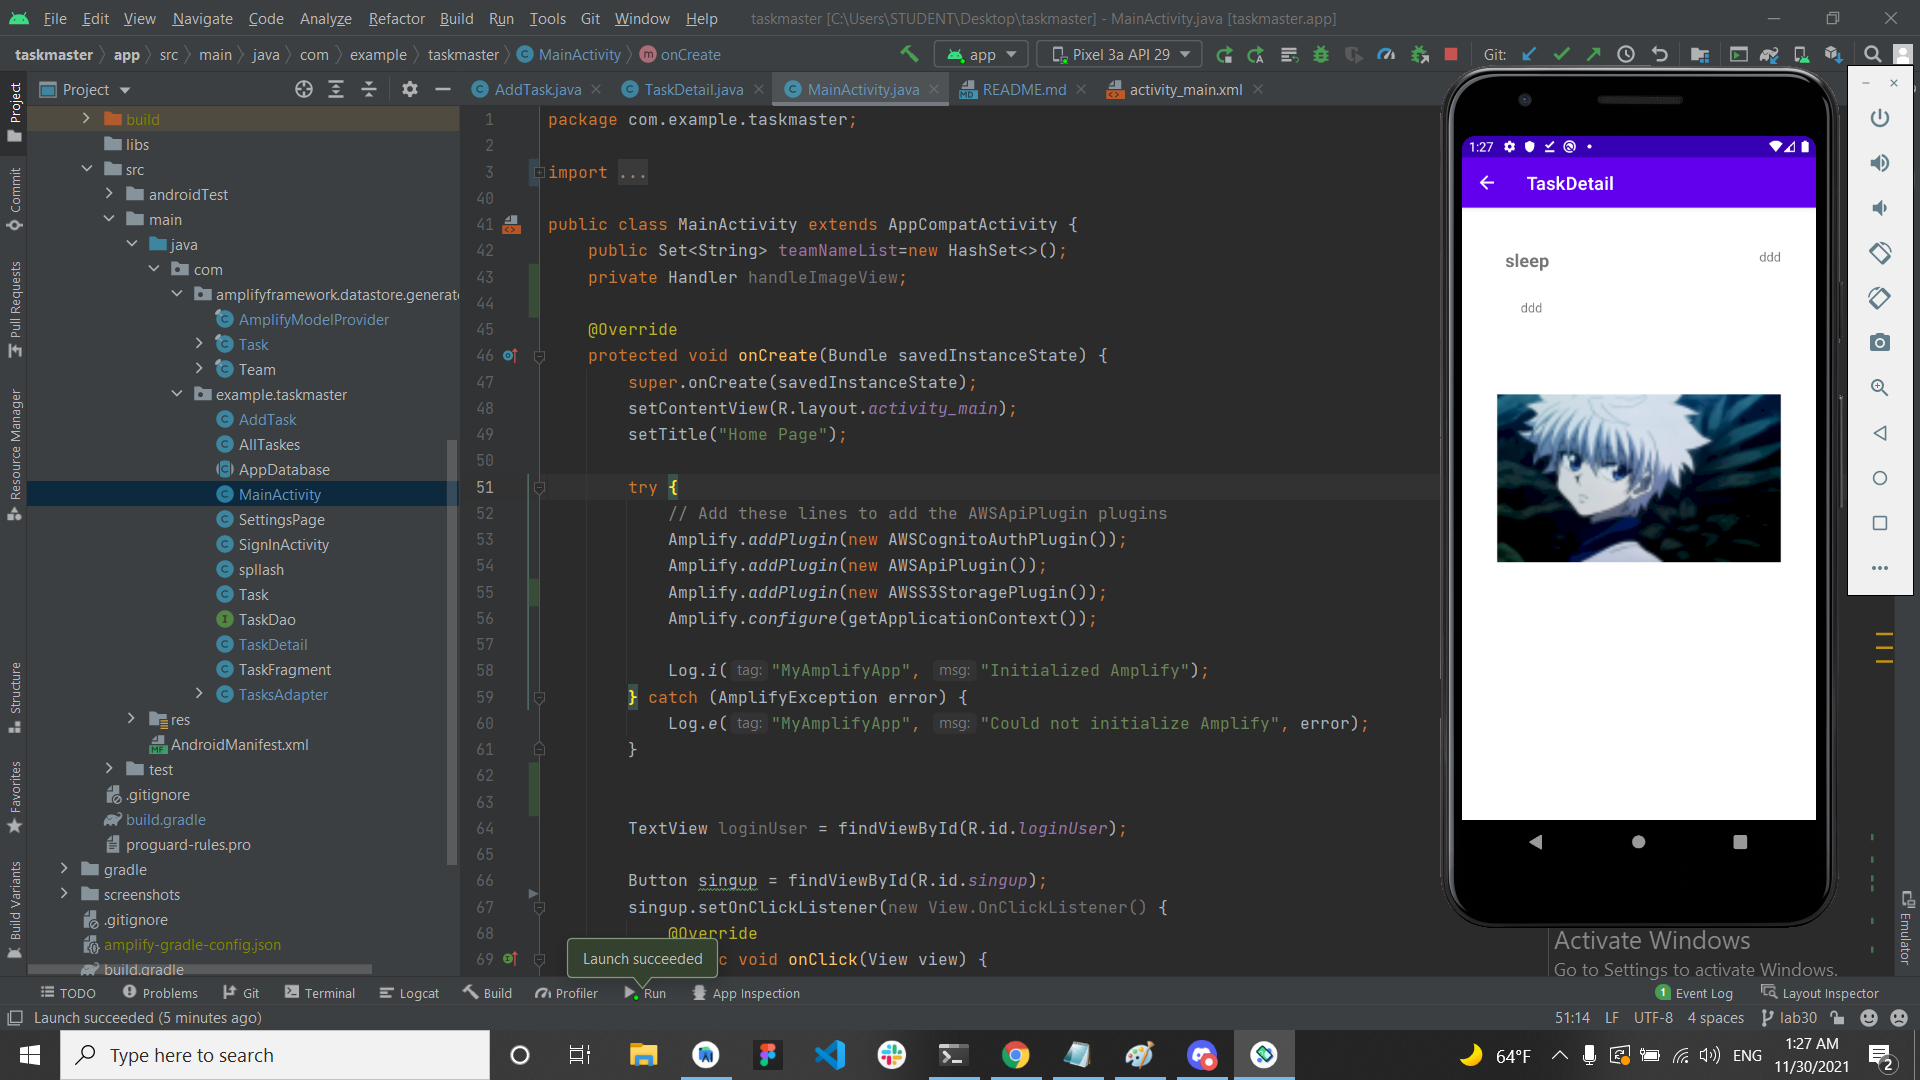 File Edit View Navigate Code Analyze Refactor Build Run Tools Git Window Help taskmaster [C:\Users\STUDENT\Desktop\taskmaster] - MainActivity.java [taskmaster.app]
taskmaster app src main java com example taskmaster MainActivity onCreate app Pixel 3a API 29 Git:
Project
AddTask.java TaskDetail.java MainActivity.java README.md activity_main.xml
Project
Commit
Pull Requests
Resource Manager
Structure
Favorites
Build Variants
build
libs
src
androidTest
main
java
com
amplifyframework.datastore.generate
AmplifyModelProvider
Task
Team
example.taskmaster
AddTask
AllTaskes
AppDatabase
MainActivity
SettingsPage
SignInActivity
spllash
Task
TaskDao
TaskDetail
TaskFragment
TasksAdapter
res
AndroidManifest.xml
test
.gitignore
build.gradle
proguard-rules.pro
gradle
screenshots
.gitignore
amplify-gradle-config.json
build.gradle
1 package com.example.taskmaster;
2
3 import ...
40
41 public class MainActivity extends AppCompatActivity {
42 public Set<String> teamNameList=new HashSet<>();
43 private Handler handleImageView;
44
45 @Override
46 protected void onCreate(Bundle savedInstanceState) {
47 super.onCreate(savedInstanceState);
48 setContentView(R.layout.activity_main);
49 setTitle("Home Page");
50
51 try {
52 // Add these lines to add the AWSApiPlugin plugins
53 Amplify.addPlugin(new AWSCognitoAuthPlugin());
54 Amplify.addPlugin(new AWSApiPlugin());
55 Amplify.addPlugin(new AWSS3StoragePlugin());
56 Amplify.configure(getApplicationContext());
57
58 Log.i( tag: "MyAmplifyApp", msg: "Initialized Amplify");
59 } catch (AmplifyException error) {
60 Log.e( tag: "MyAmplifyApp", msg: "Could not initialize Amplify", error);
61 }
62
63
64 TextView loginUser = findViewById(R.id.loginUser);
65
66 Button singup = findViewById(R.id.singup);
67 singup.setOnClickListener(new View.OnClickListener() {
68 @Override
69 c void onClick(View view) {
Launch succeeded
1:27
TaskDetail
sleep ddd
ddd
Emulator
Activate Windows
Go to Settings to activate Windows.
TODO Problems Git Terminal Logcat Build Profiler Run App Inspection 1 Event Log Layout Inspector
Launch succeeded (5 minutes ago) 51:14 LF UTF-8 4 spaces lab30
Type here to search 64°F ENG 1:27 AM
11/30/2021 2